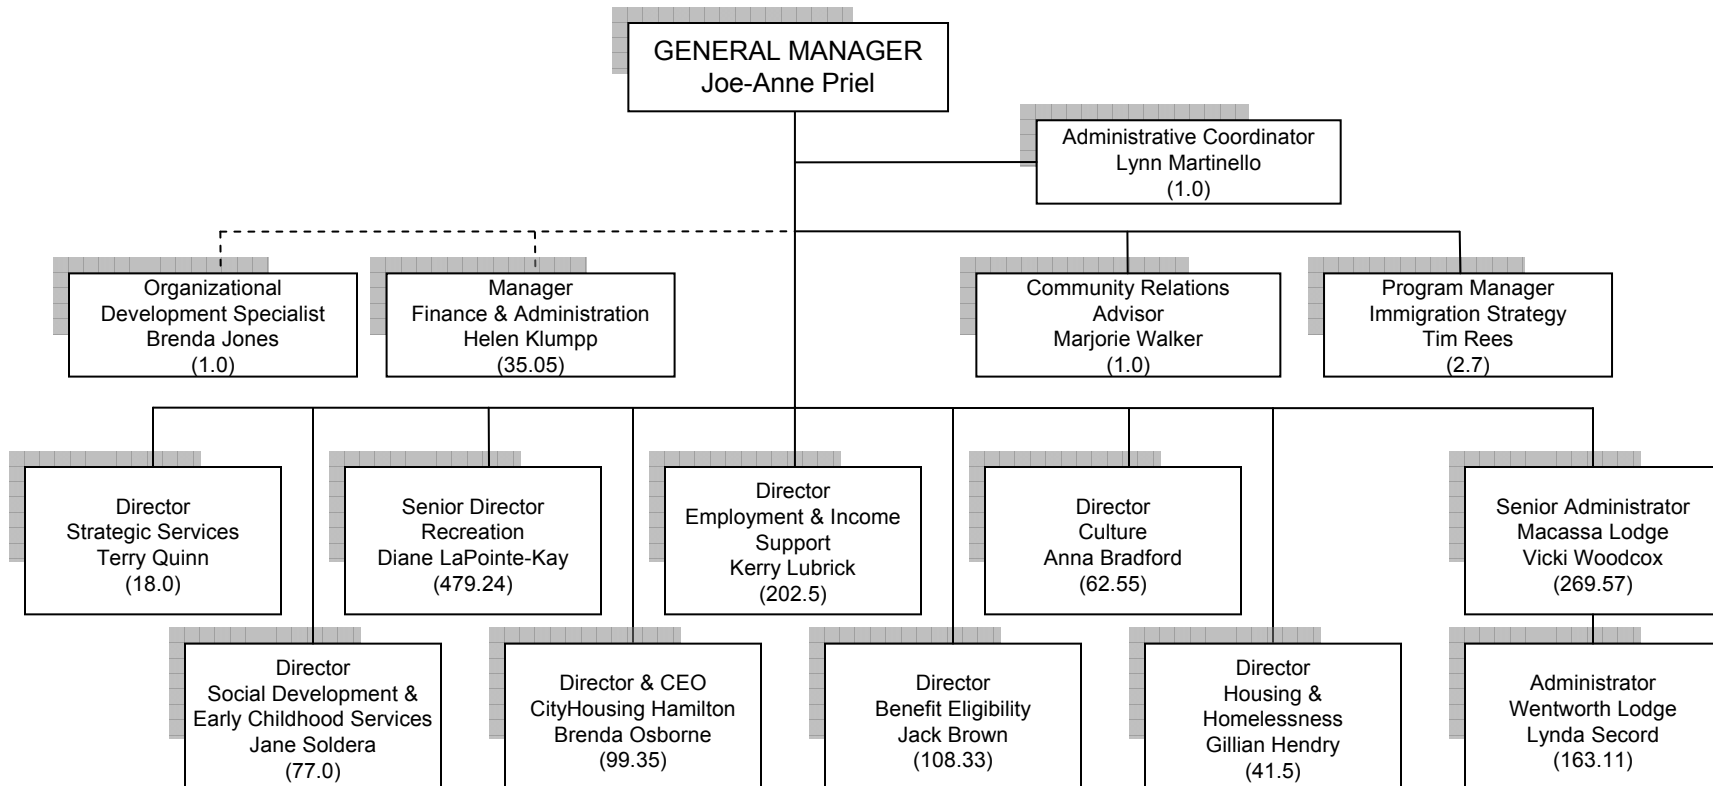 GENERAL MANAGER
Joe-Anne Priel
Administrative Coordinator
Lynn Martinello
(1.0)
Organizational
Development Specialist
Brenda Jones
(1.0)
Manager
Finance & Administration
Helen Klumpp
(35.05)
Community Relations
Advisor
Marjorie Walker
(1.0)
Program Manager
Immigration Strategy
Tim Rees
(2.7)
Director
Strategic Services
Terry Quinn
(18.0)
Senior Director
Recreation
Diane LaPointe-Kay
(479.24)
Director
Employment & Income
Support
Kerry Lubrick
(202.5)
Director
Culture
Anna Bradford
(62.55)
Senior Administrator
Macassa Lodge
Vicki Woodcox
(269.57)
Director
Social Development &
Early Childhood Services
Jane Soldera
(77.0)
Director & CEO
CityHousing Hamilton
Brenda Osborne
(99.35)
Director
Benefit Eligibility
Jack Brown
(108.33)
Director
Housing &
Homelessness
Gillian Hendry
(41.5)
Administrator
Wentworth Lodge
Lynda Secord
(163.11)